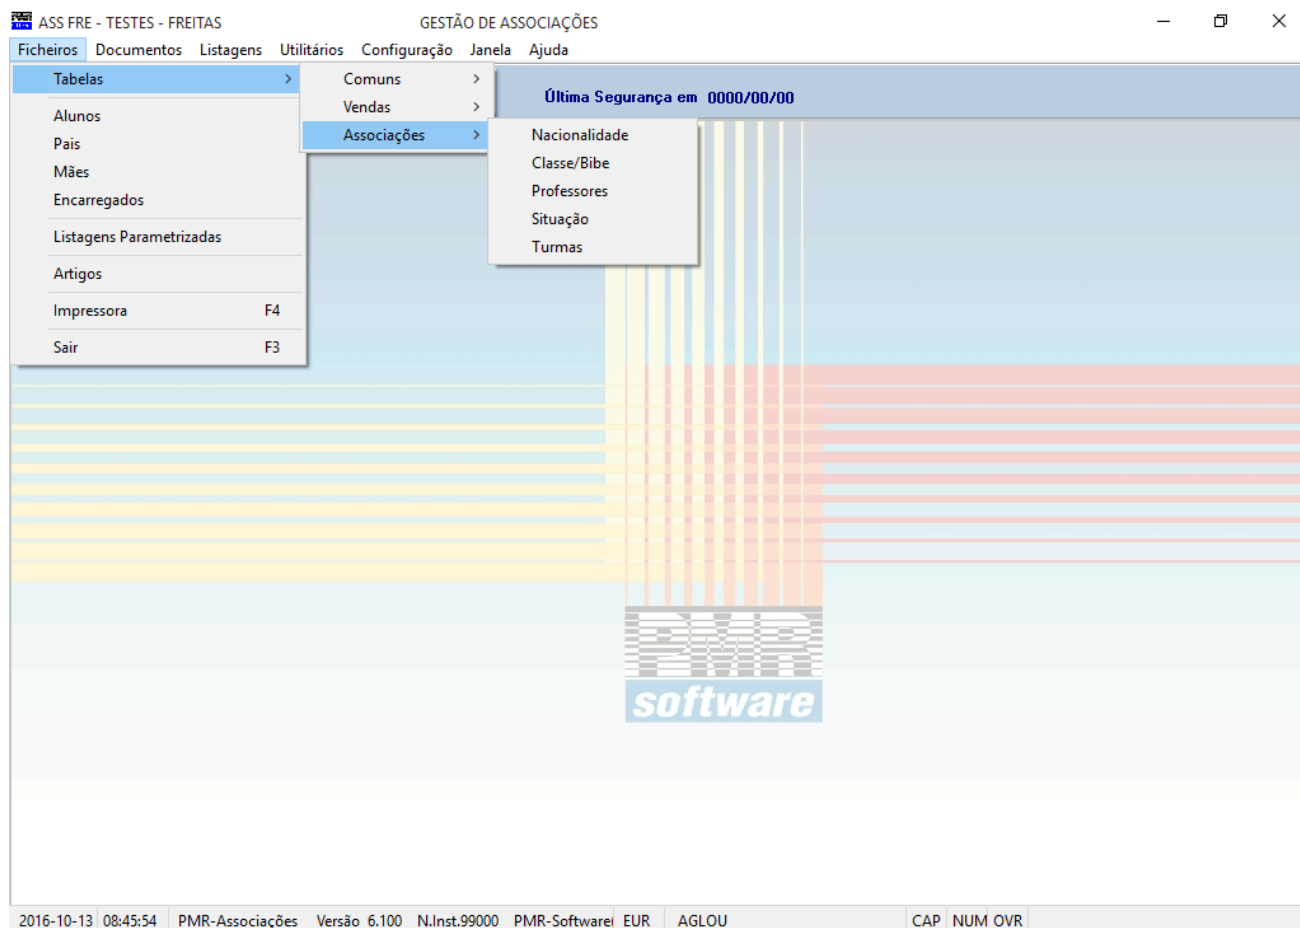 ASS FRE - TESTES - FREITAS GESTÃO DE ASSOCIAÇÕES
Ficheiros Documentos Listagens Utilitários Configuração Janela Ajuda
Tabelas
Alunos
Pais
Mães
Encarregados
Listagens Parametrizadas
Artigos
Impressora F4
Sair F3
Comuns
Vendas
Associações
Nacionalidade
Classe/Bibe
Professores
Situação
Turmas
Última Segurança em 0000/00/00
PMR
software
2016-10-13 08:45:54 PMR-Associações Versão 6.100 N.Inst.99000 PMR-Software( EUR AGLOU CAP NUM OVR